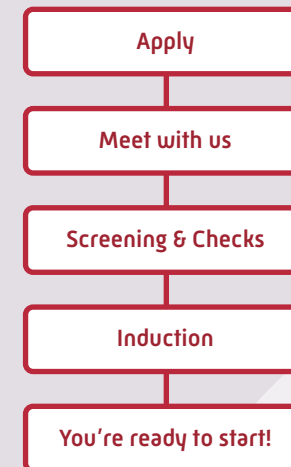 Apply
Meet with us
Screening & Checks
Induction
You're ready to start!